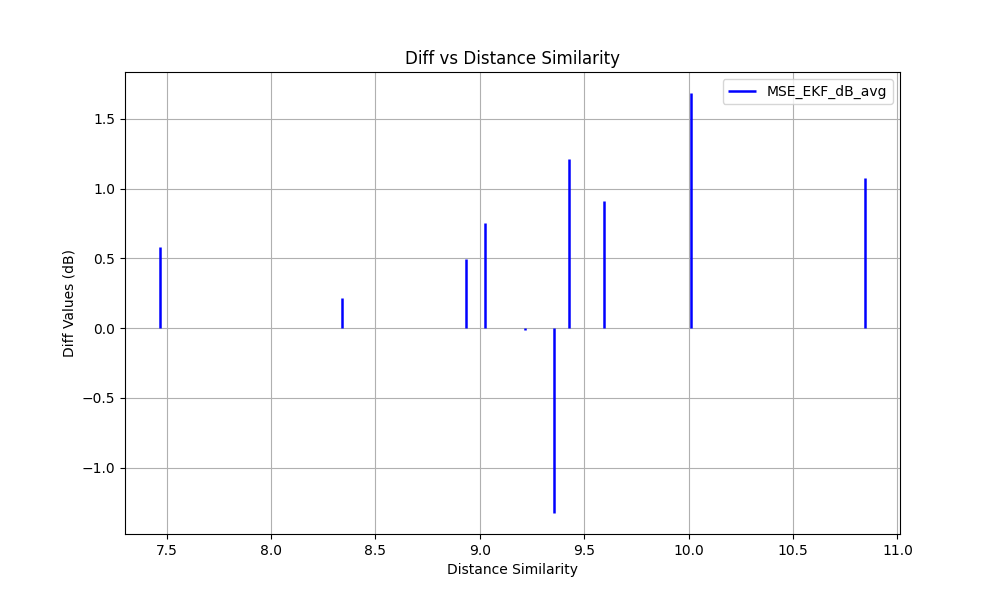 Diff vs Distance Similarity
MSE_EKF_dB_avg
Diff Values (dB)
1.5
1.0
0.5
0.0
−0.5
−1.0
7.5 8.0 8.5 9.0 9.5 10.0 10.5 11.0
Distance Similarity